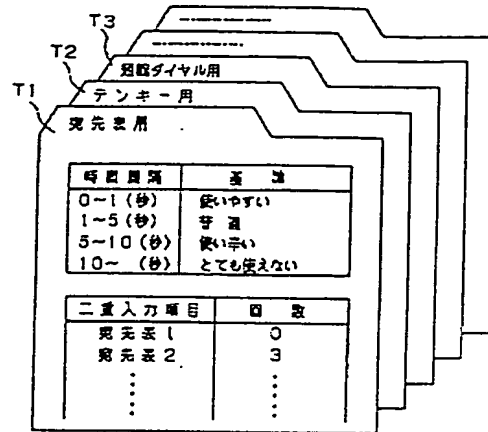 T3
短縮ダイヤル用
T2
テンキー用
T1
宛先表用
時間間隔 基準
0~1(秒) 使いやすい
1~5(秒) 普通
5~10(秒) 使い辛い
10~ (秒) とても使えない
二重入力項目 回数
宛先表1 0
宛先表2 3